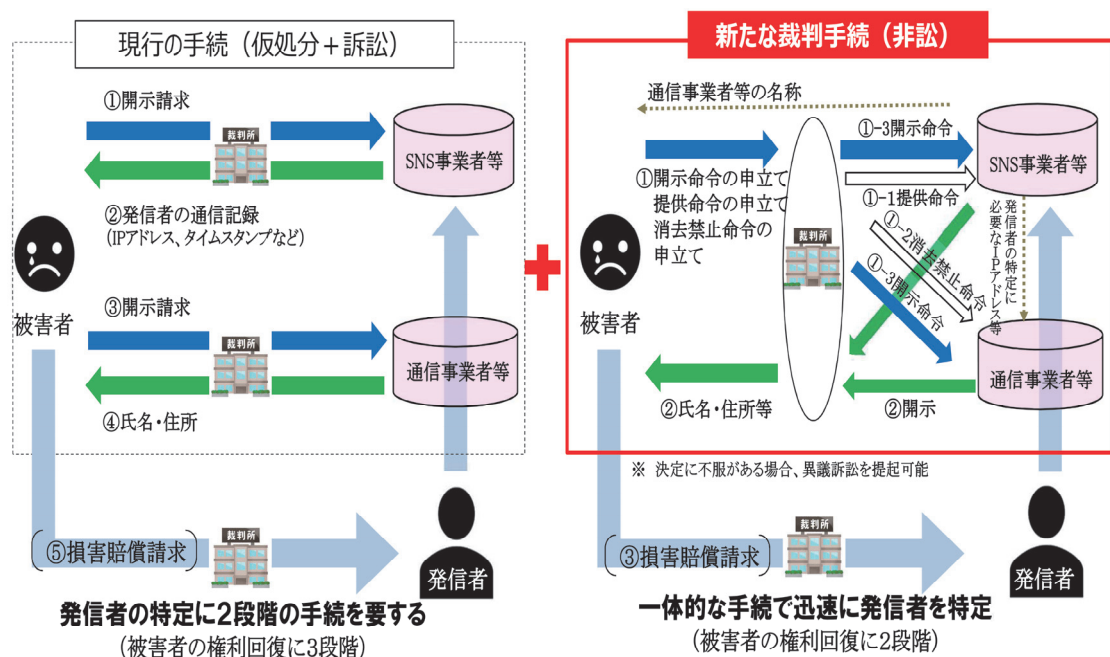 現行の手続（仮処分＋訴訟）
①開示請求
裁判所
SNS事業者等
②発信者の通信記録
(IPアドレス、タイムスタンプなど)
被害者
③開示請求
裁判所
通信事業者等
④氏名・住所
⑤損害賠償請求
裁判所
発信者
発信者の特定に2段階の手続を要する
(被害者の権利回復に3段階)
新たな裁判手続（非訟）
通信事業者等の名称
①-3開示命令
SNS事業者等
①開示命令の申立て
提供命令の申立て
消去禁止命令の
申立て
①-1提供命令
①-2消去禁止命令
①-3開示命令
発信者の特定に
必要なIPアドレス等
裁判所
被害者
通信事業者等
②氏名・住所等
②開示
※ 決定に不服がある場合、異議訴訟を提起可能
③損害賠償請求
裁判所
発信者
一体的な手続で迅速に発信者を特定
(被害者の権利回復に2段階)